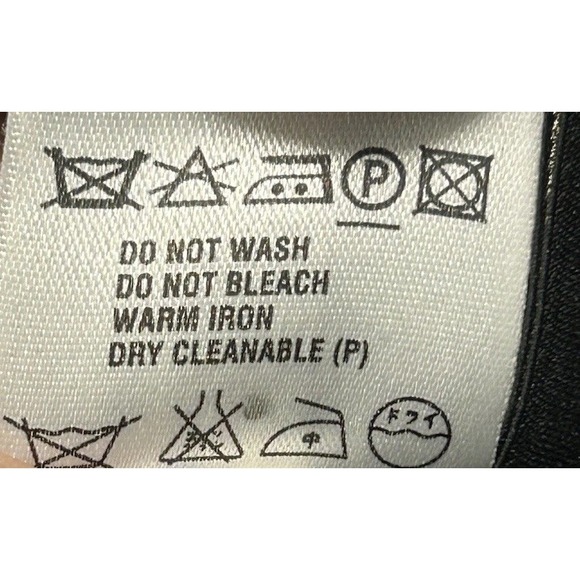 P
DO NOT WASH
DO NOT BLEACH
WARM IRON
DRY CLEANABLE (P)
中 ドライ